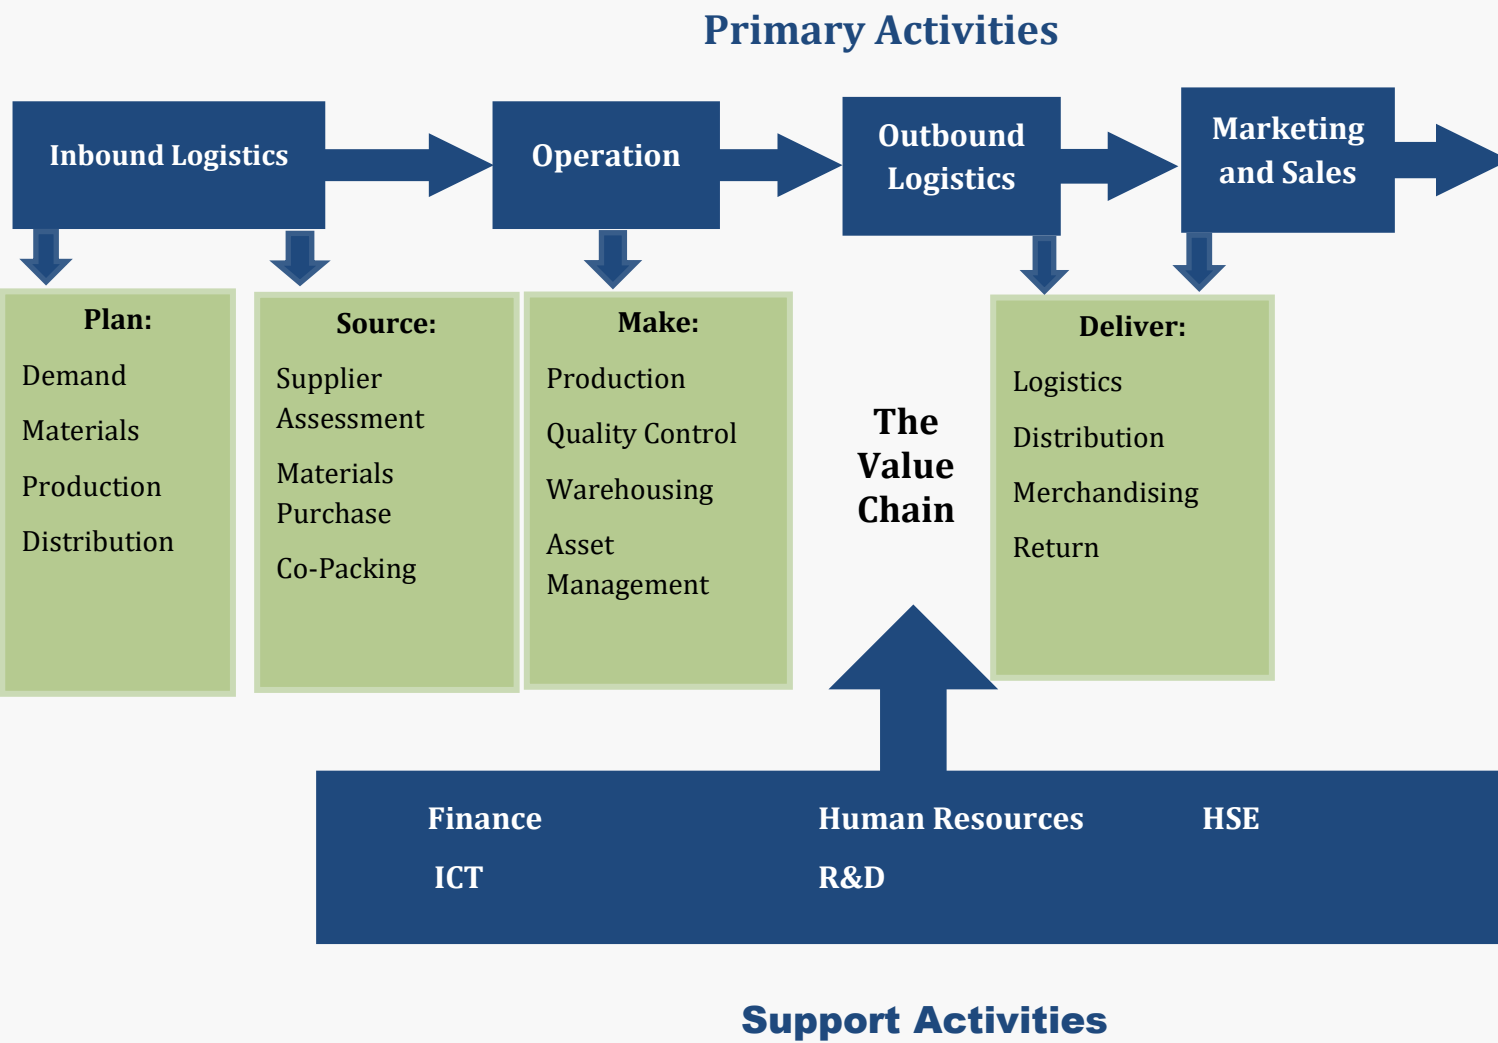 Primary Activities
Inbound Logistics
Operation
Outbound
Logistics
Marketing
and Sales
Plan:
Demand
Materials
Production
Distribution
Source:
Supplier
Assessment
Materials
Purchase
Co-Packing
Make:
Production
Quality Control
Warehousing
Asset
Management
The
Value
Chain
Deliver:
Logistics
Distribution
Merchandising
Return
Finance
Human Resources
HSE
ICT
R&D
Support Activities